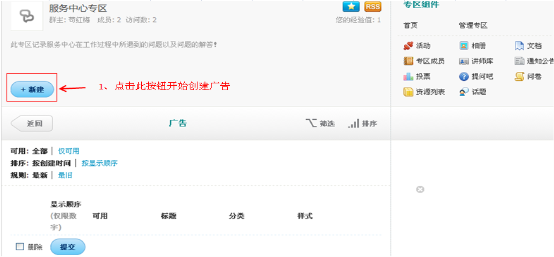 服务中心专区
RSS
专区组件
群主: 苟红梅 成员: 2 访问数: 2
您的经验值: 1
首页 管理专区
此专区记录服务中心在工作过程中所遇到的问题以及问题的解答!
活动 相册 文档
专区成员 讲师库 通知公告
投票 提问吧 问卷
资源列表 话题
+ 新建
1、点击此按钮开始创建广告
返回 广告 筛选 排序
可用: 全部 | 仅可用
排序: 按创建时间 | 按显示顺序
规则: 最新 | 最旧
显示顺序
(仅限数字)
可用 标题 分类 样式
删除 提交